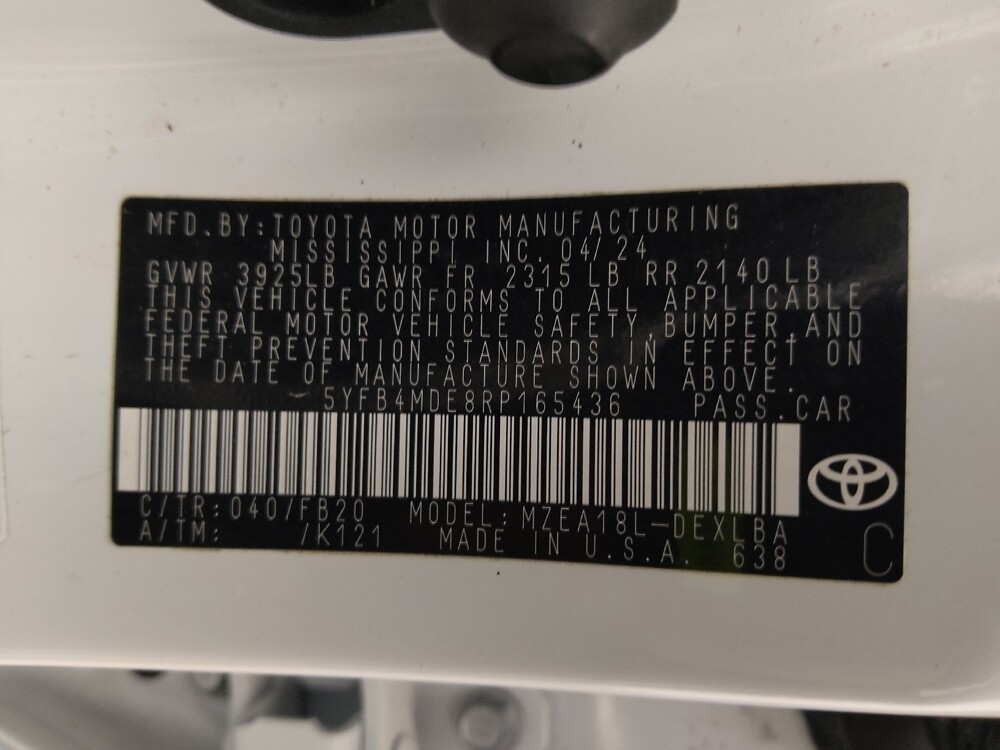 MFD.BY:TOYOTA MOTOR MANUFACTURING
MISSISSIPPI INC. 04/24
GVWR 3925LB GAWR FR 2315 LB RR 2140 LB
THIS VEHICLE CONFORMS TO ALL APPLICABLE
FEDERAL MOTOR VEHICLE SAFETY, BUMPER, AND
THEFT PREVENTION STANDARDS IN EFFECT ON
THE DATE OF MANUFACTURE SHOWN ABOVE.
5YFB4MDE8RP165436 PASS.CAR
C/TR:040/FB20 MODEL:MZEA18L-DEXLBA
A/TM: /K121 MADE IN U.S.A. 638
C